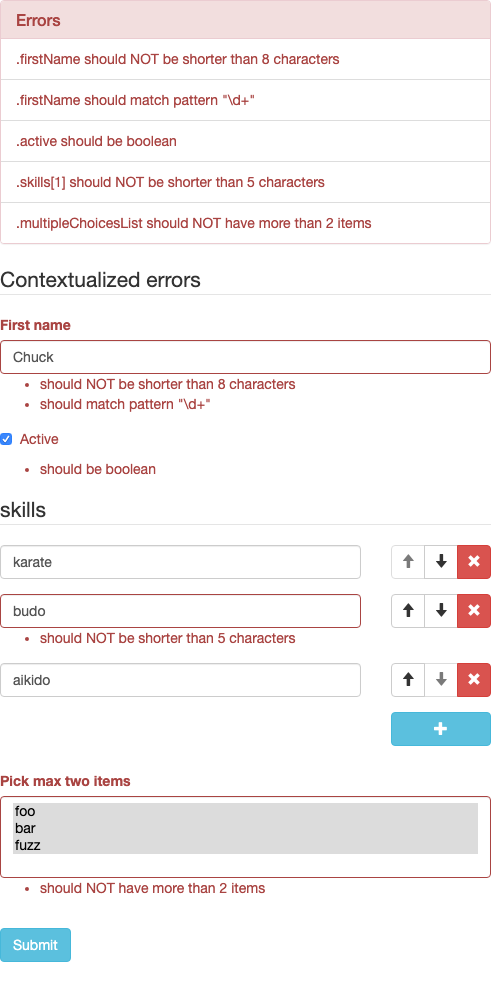 Errors
.firstName should NOT be shorter than 8 characters
.firstName should match pattern "\d+"
.active should be boolean
.skills[1] should NOT be shorter than 5 characters
.multipleChoicesList should NOT have more than 2 items
Contextualized errors
First name
Chuck
should NOT be shorter than 8 characters
should match pattern "\d+"
Active
should be boolean
skills
karate
budo
should NOT be shorter than 5 characters
aikido
Pick max two items
foo
bar
fuzz
should NOT have more than 2 items
Submit